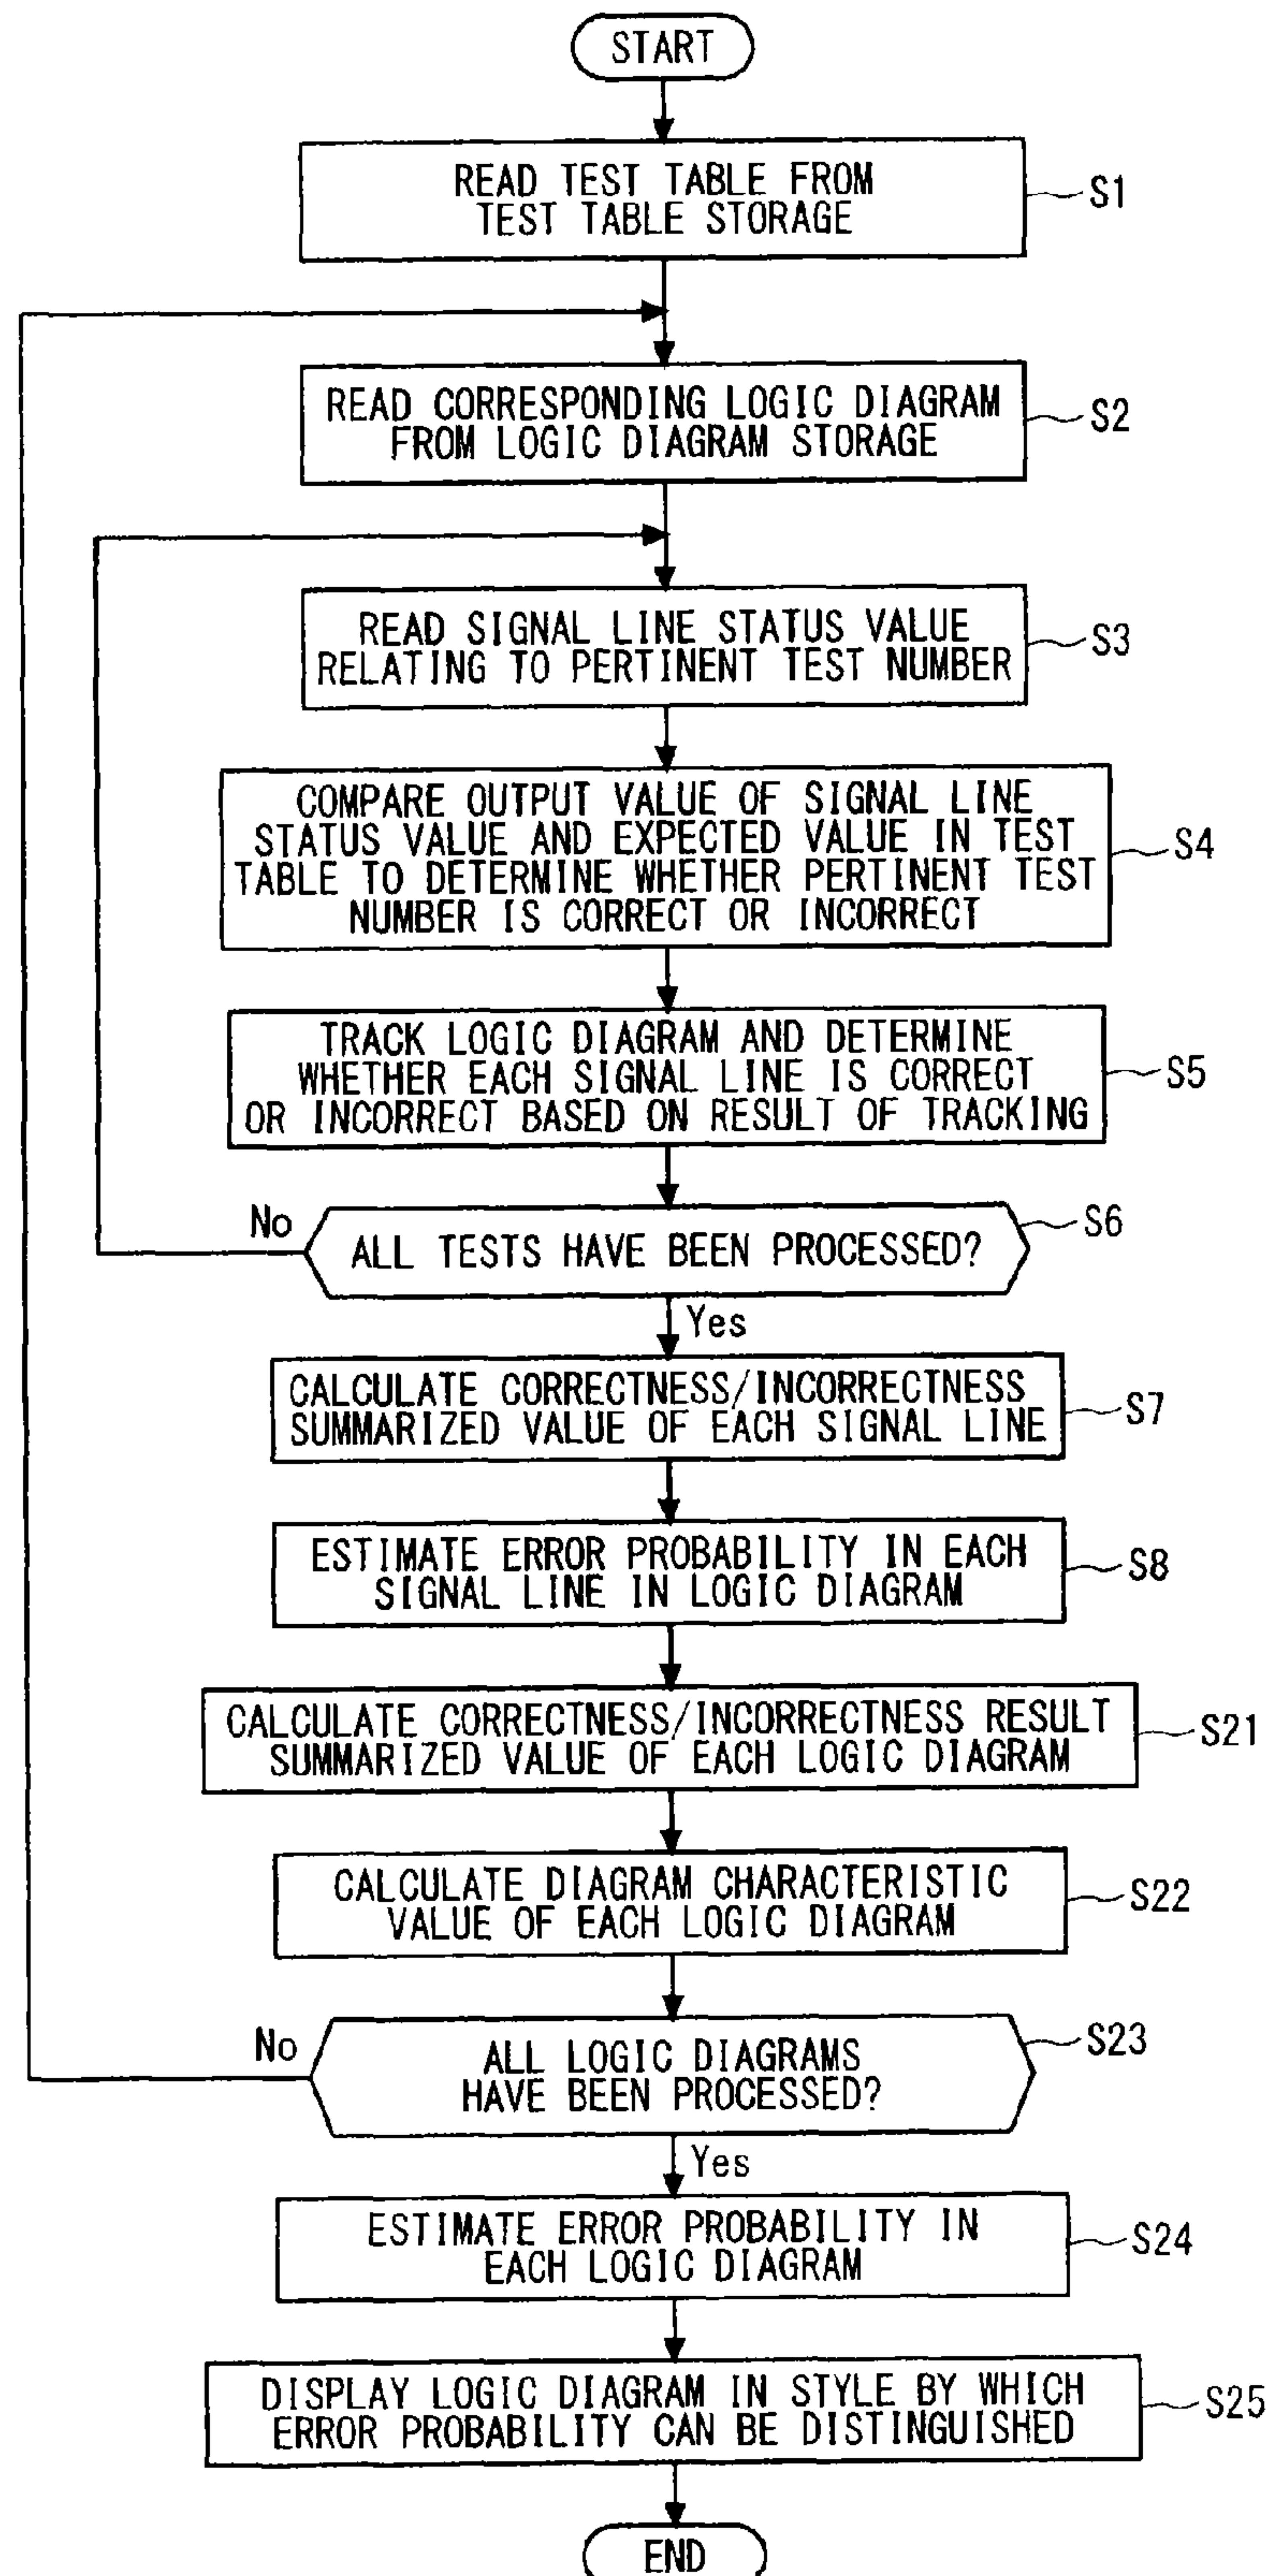 START
READ TEST TABLE FROM
TEST TABLE STORAGE
S1
READ CORRESPONDING LOGIC DIAGRAM
FROM LOGIC DIAGRAM STORAGE
S2
READ SIGNAL LINE STATUS VALUE
RELATING TO PERTINENT TEST NUMBER
S3
COMPARE OUTPUT VALUE OF SIGNAL LINE
STATUS VALUE AND EXPECTED VALUE IN TEST
TABLE TO DETERMINE WHETHER PERTINENT TEST
NUMBER IS CORRECT OR INCORRECT
S4
TRACK LOGIC DIAGRAM AND DETERMINE
WHETHER EACH SIGNAL LINE IS CORRECT
OR INCORRECT BASED ON RESULT OF TRACKING
S5
No
ALL TESTS HAVE BEEN PROCESSED?
S6
Yes
CALCULATE CORRECTNESS/INCORRECTNESS
SUMMARIZED VALUE OF EACH SIGNAL LINE
S7
ESTIMATE ERROR PROBABILITY IN EACH
SIGNAL LINE IN LOGIC DIAGRAM
S8
CALCULATE CORRECTNESS/INCORRECTNESS RESULT
SUMMARIZED VALUE OF EACH LOGIC DIAGRAM
S21
CALCULATE DIAGRAM CHARACTERISTIC
VALUE OF EACH LOGIC DIAGRAM
S22
No
ALL LOGIC DIAGRAMS
HAVE BEEN PROCESSED?
S23
Yes
ESTIMATE ERROR PROBABILITY IN
EACH LOGIC DIAGRAM
S24
DISPLAY LOGIC DIAGRAM IN STYLE BY WHICH
ERROR PROBABILITY CAN BE DISTINGUISHED
S25
END